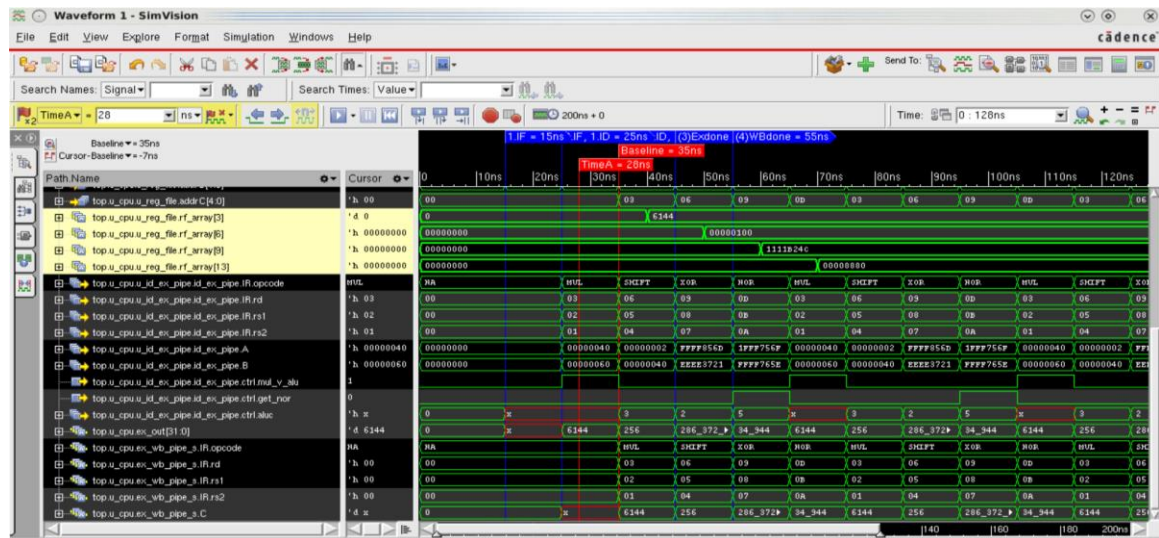 Waveform 1 - SimVision
File Edit View Explore Format Simulation Windows Help
cādence
Send To:
Search Names: Signal Search Times: Value
TimeA = 28 ns 200ns + 0 Time: 0 : 128ns
x2
Baseline = 35ns
Cursor-Baseline = -7ns
1.IF = 15ns IF, 1.ID = 25ns ID, (3)Exdone (4)WBdone = 55ns
Baseline = 35ns
TimeA = 28ns
Path.Name Cursor 0 10ns 20ns 30ns 40ns 50ns 60ns 70ns 80ns 90ns 100ns 110ns 120ns
top.u_cpu.u_reg_file.addrC[4:0] 'h 00 00 03 06 09 0D 03 06 09 0D 03 06
top.u_cpu.u_reg_file.rf_array[3] 'd 0 0 6144
top.u_cpu.u_reg_file.rf_array[6] 'h 00000000 00000000 00000100
top.u_cpu.u_reg_file.rf_array[9] 'h 00000000 00000000 1111B24C
top.u_cpu.u_reg_file.rf_array[13] 'h 00000000 00000000 00008880
top.u_cpu.u_id_ex_pipe.id_ex_pipe.IR.opcode MUL NA MUL SHIFT XOR NOR MUL SHIFT XOR NOR MUL SHIFT XO
top.u_cpu.u_id_ex_pipe.id_ex_pipe.IR.rd 'h 03 00 03 06 09 0D 03 06 09 0D 03 06 09
top.u_cpu.u_id_ex_pipe.id_ex_pipe.IR.rs1 'h 02 00 02 05 08 0B 02 05 08 0B 02 05 08
top.u_cpu.u_id_ex_pipe.id_ex_pipe.IR.rs2 'h 01 00 01 04 07 0A 01 04 07 0A 01 04 07
top.u_cpu.u_id_ex_pipe.id_ex_pipe.A 'h 00000040 00000000 00000040 00000002 FFFF856D 1FFF756F 00000040 00000002 FFFF856D 1FFF756F 00000040 00000002 FF
top.u_cpu.u_id_ex_pipe.id_ex_pipe.B 'h 00000060 00000000 00000060 00000040 EEEE3721 FFFF765E 00000060 00000040 EEEE3721 FFFF765E 00000060 00000040 EE
top.u_cpu.u_id_ex_pipe.id_ex_pipe.ctrl.mul_v_alu 1
top.u_cpu.u_id_ex_pipe.id_ex_pipe.ctrl.get_nor 0
top.u_cpu.u_id_ex_pipe.id_ex_pipe.ctrl.aluc 'h x 0 x 3 2 5 x 3 2 5 x 3 2
top.u_cpu.ex_out[31:0] 'd 6144 0 x 6144 256 286_372_ 34_944 6144 256 286_372 34_944 6144 256 28
top.u_cpu.ex_wb_pipe_s.IR.opcode NA NA MUL SHIFT XOR NOR MUL SHIFT XOR NOR MUL SH
top.u_cpu.ex_wb_pipe_s.IR.rd 'h 00 00 03 06 09 0D 03 06 09 0D 03 06
top.u_cpu.ex_wb_pipe_s.IR.rs1 'h 00 00 02 05 08 0B 02 05 08 0B 02 05
top.u_cpu.ex_wb_pipe_s.IR.rs2 'h 00 00 01 04 07 0A 01 04 07 0A 01 04
top.u_cpu.ex_wb_pipe_s.C 'd x 0 x 6144 256 286_372 34_944 6144 256 286_372_ 34_944 6144 256
140 160 180 200ns